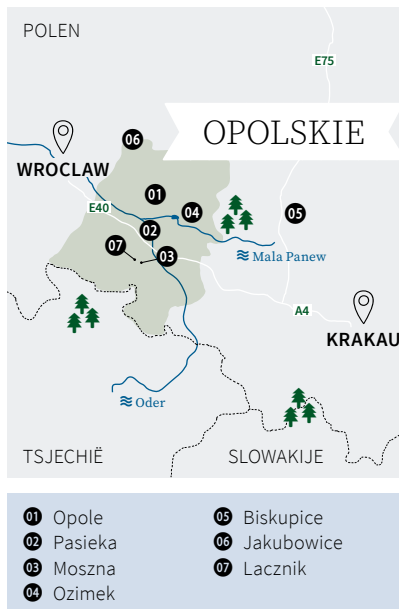 POLEN
E75
06
OPOLSKIE
WROCLAW
01
04
05
E40
02
07
03
Mala Panew
A4
KRAKAU
Oder
TSJECHIË
SLOWAKIJE
01 Opole
02 Pasieka
03 Moszna
04 Ozimek
05 Biskupice
06 Jakubowice
07 Lacznik